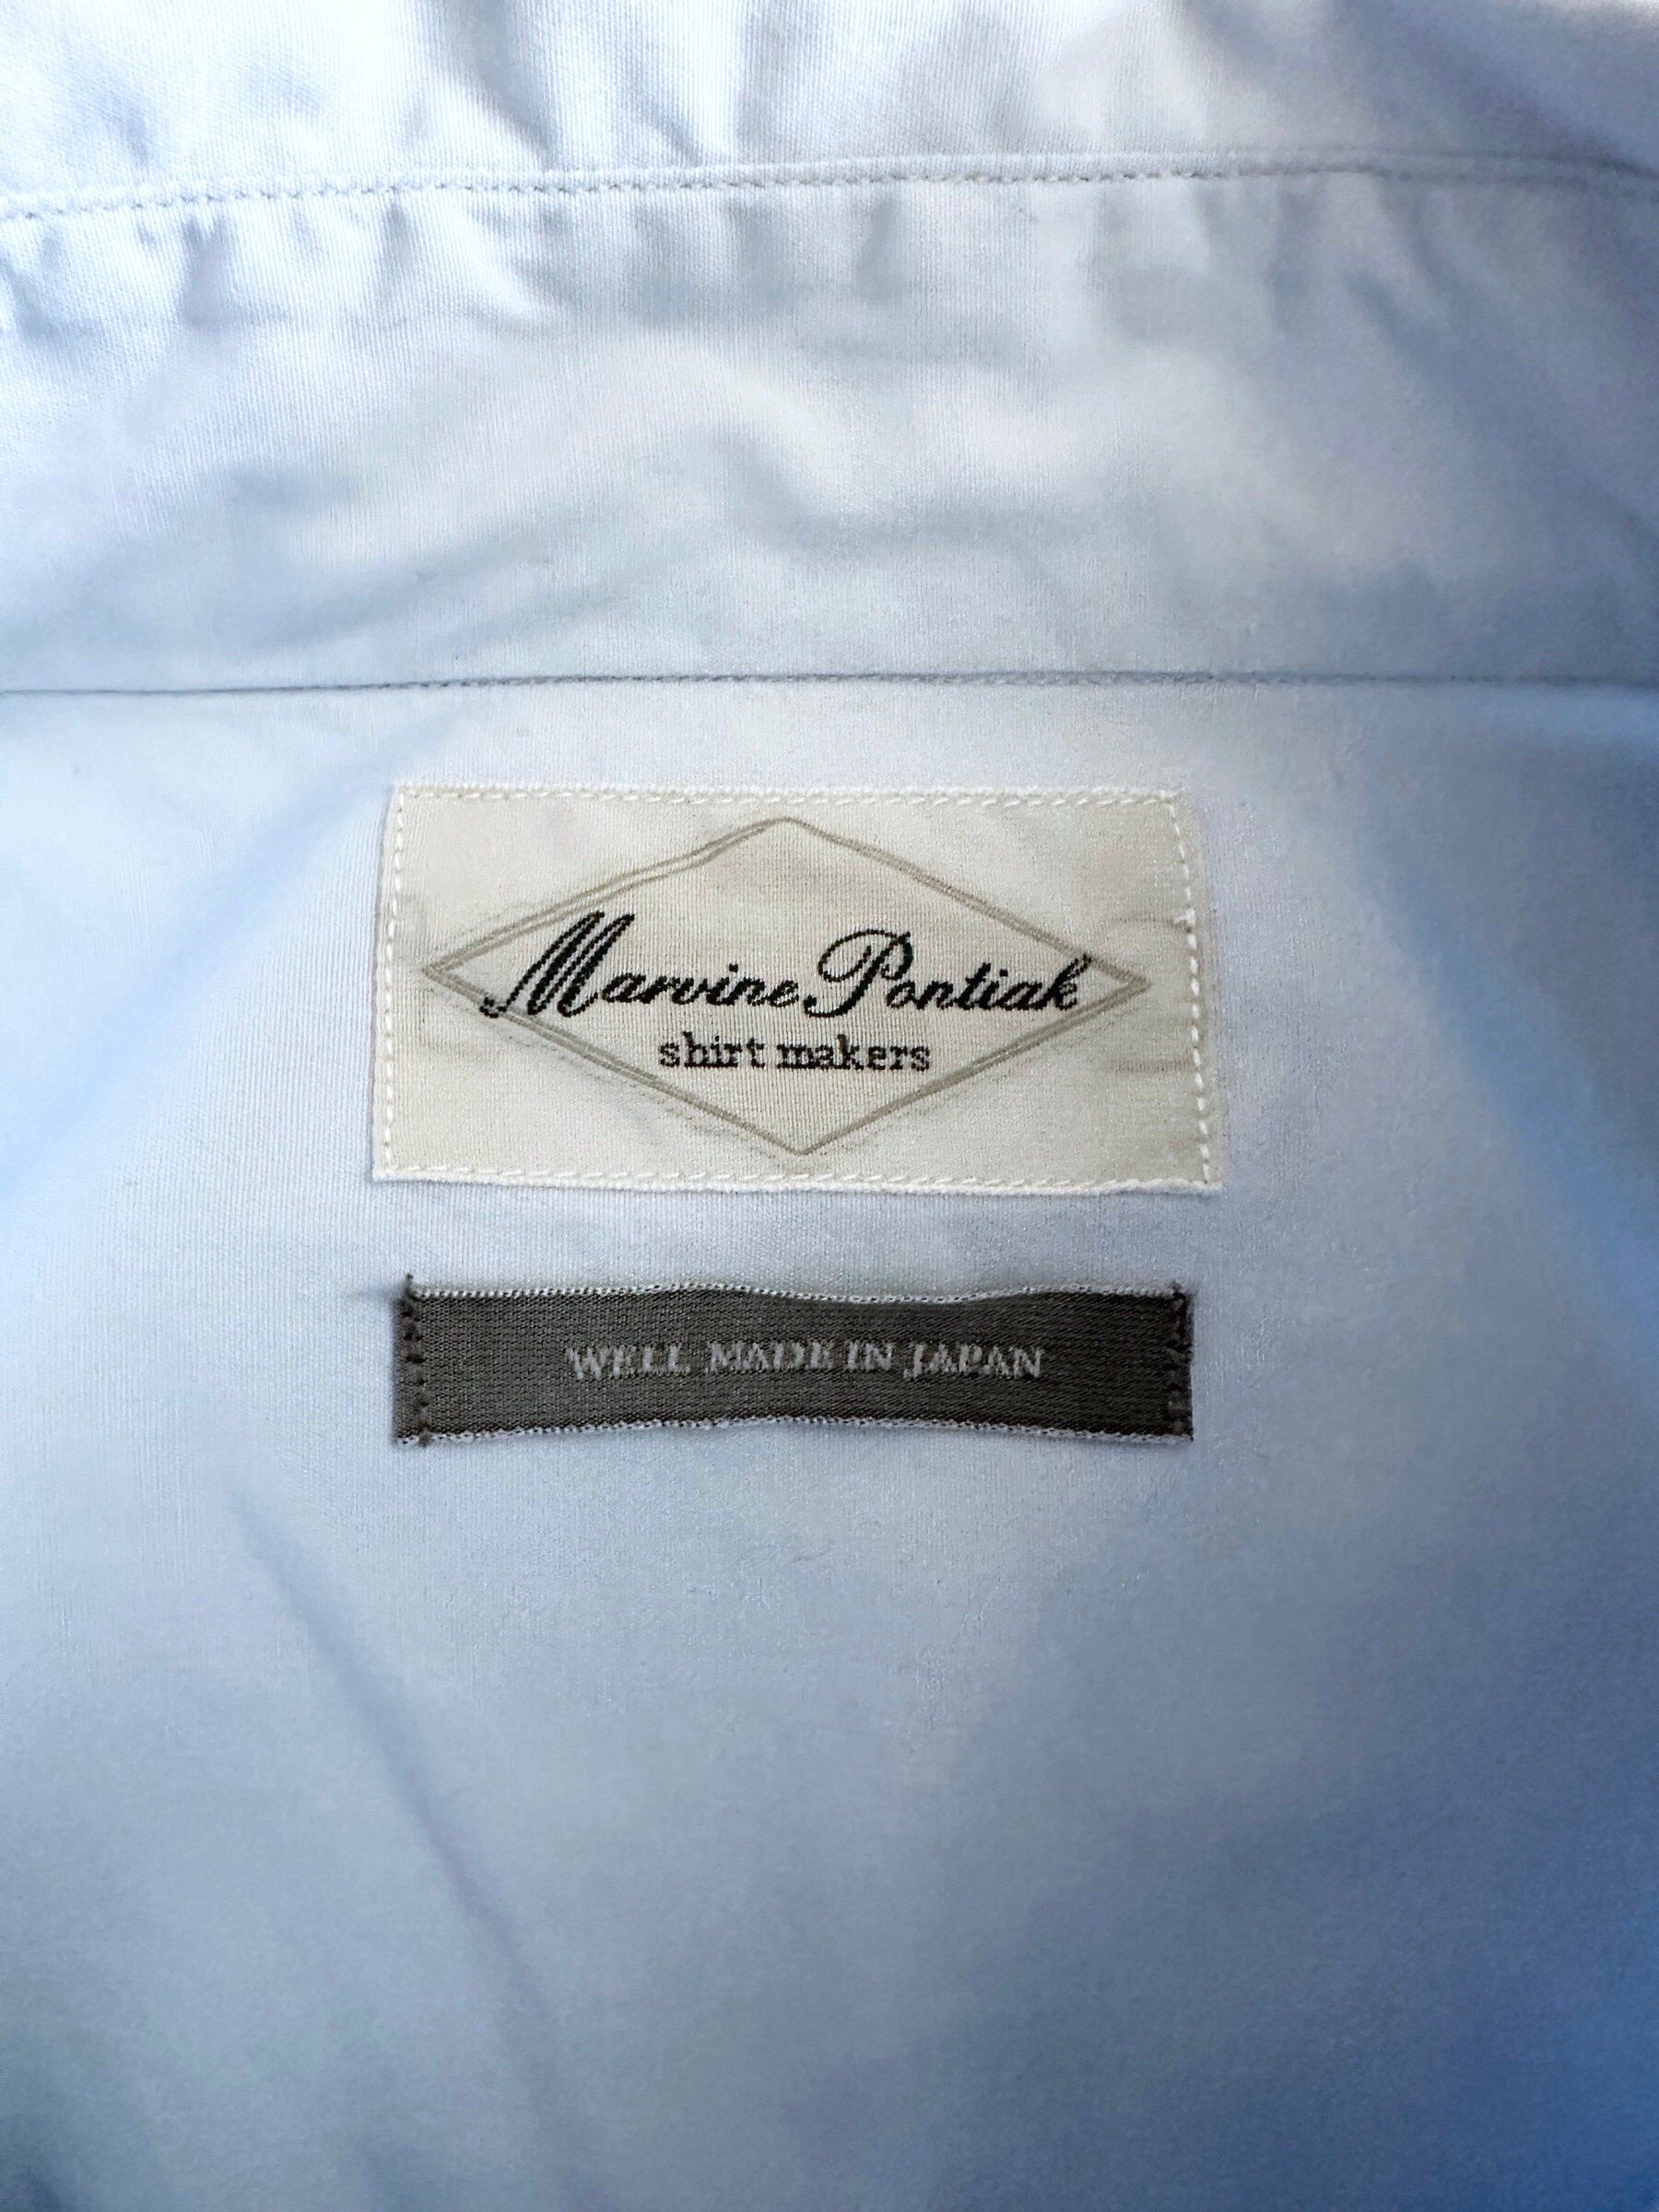 Marvine Pontiak
shirt makers
WELL MADE IN JAPAN